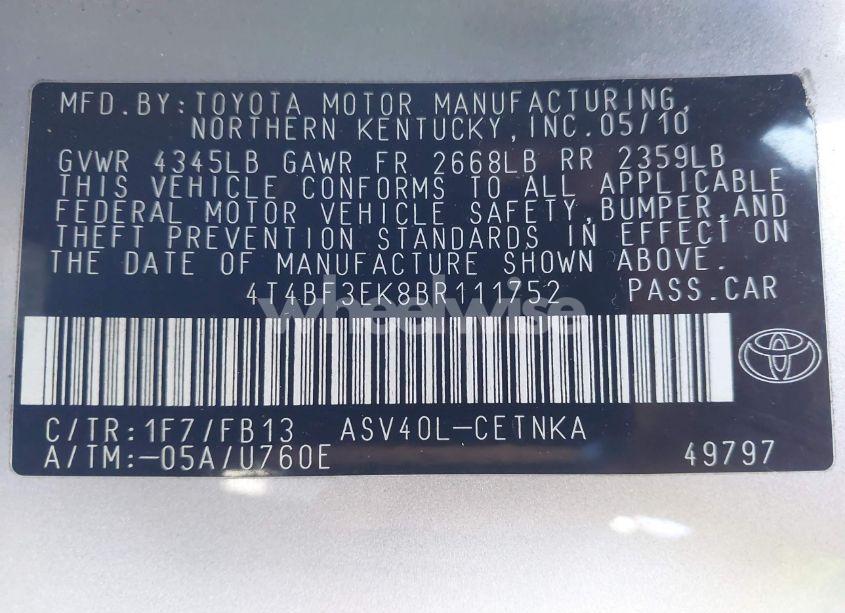 MFD.BY:TOYOTA MOTOR MANUFACTURING,
NORTHERN KENTUCKY,INC.05/10
GVWR 4345LB GAWR FR 2668LB RR 2359LB
THIS VEHICLE CONFORMS TO ALL APPLICABLE
FEDERAL MOTOR VEHICLE SAFETY,BUMPER,AND
THEFT PREVENTION STANDARDS IN EFFECT ON
THE DATE OF MANUFACTURE SHOWN ABOVE.
4T4BF3EK8BR111752 PASS.CAR
wheelwise
C/TR:1F7/FB13 ASV40L-CETNKA
A/TM:-05A/U760E 49797